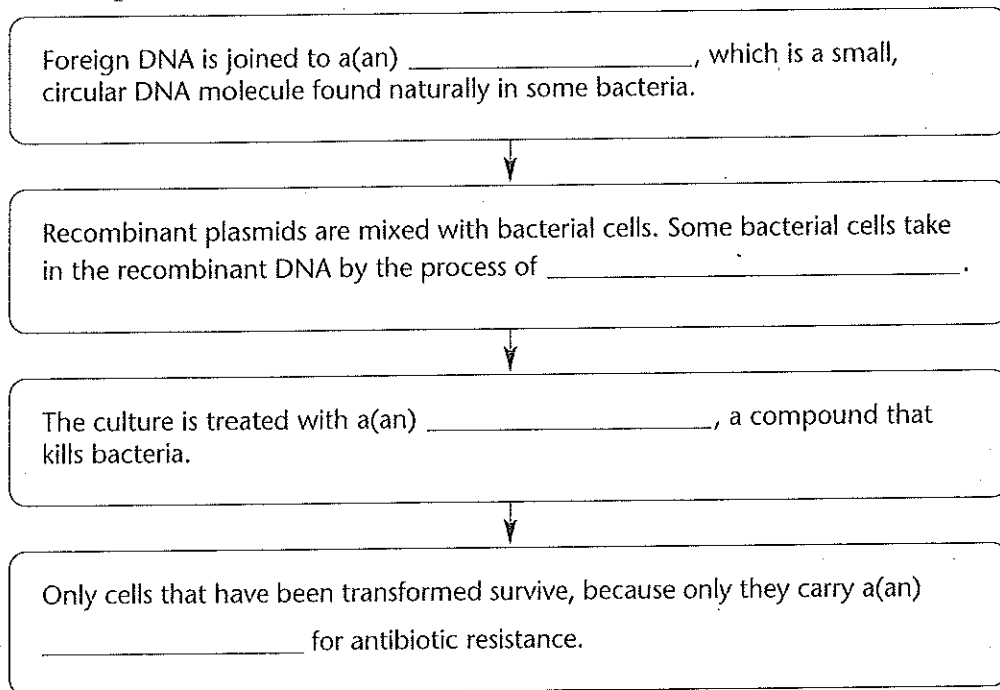 Foreign DNA is joined to a(an) ____________________, which is a small,
circular DNA molecule found naturally in some bacteria.
Recombinant plasmids are mixed with bacterial cells. Some bacterial cells take
in the recombinant DNA by the process of ______________________________.
The culture is treated with a(an) ____________________, a compound that
kills bacteria.
Only cells that have been transformed survive, because only they carry a(an)
___________________ for antibiotic resistance.